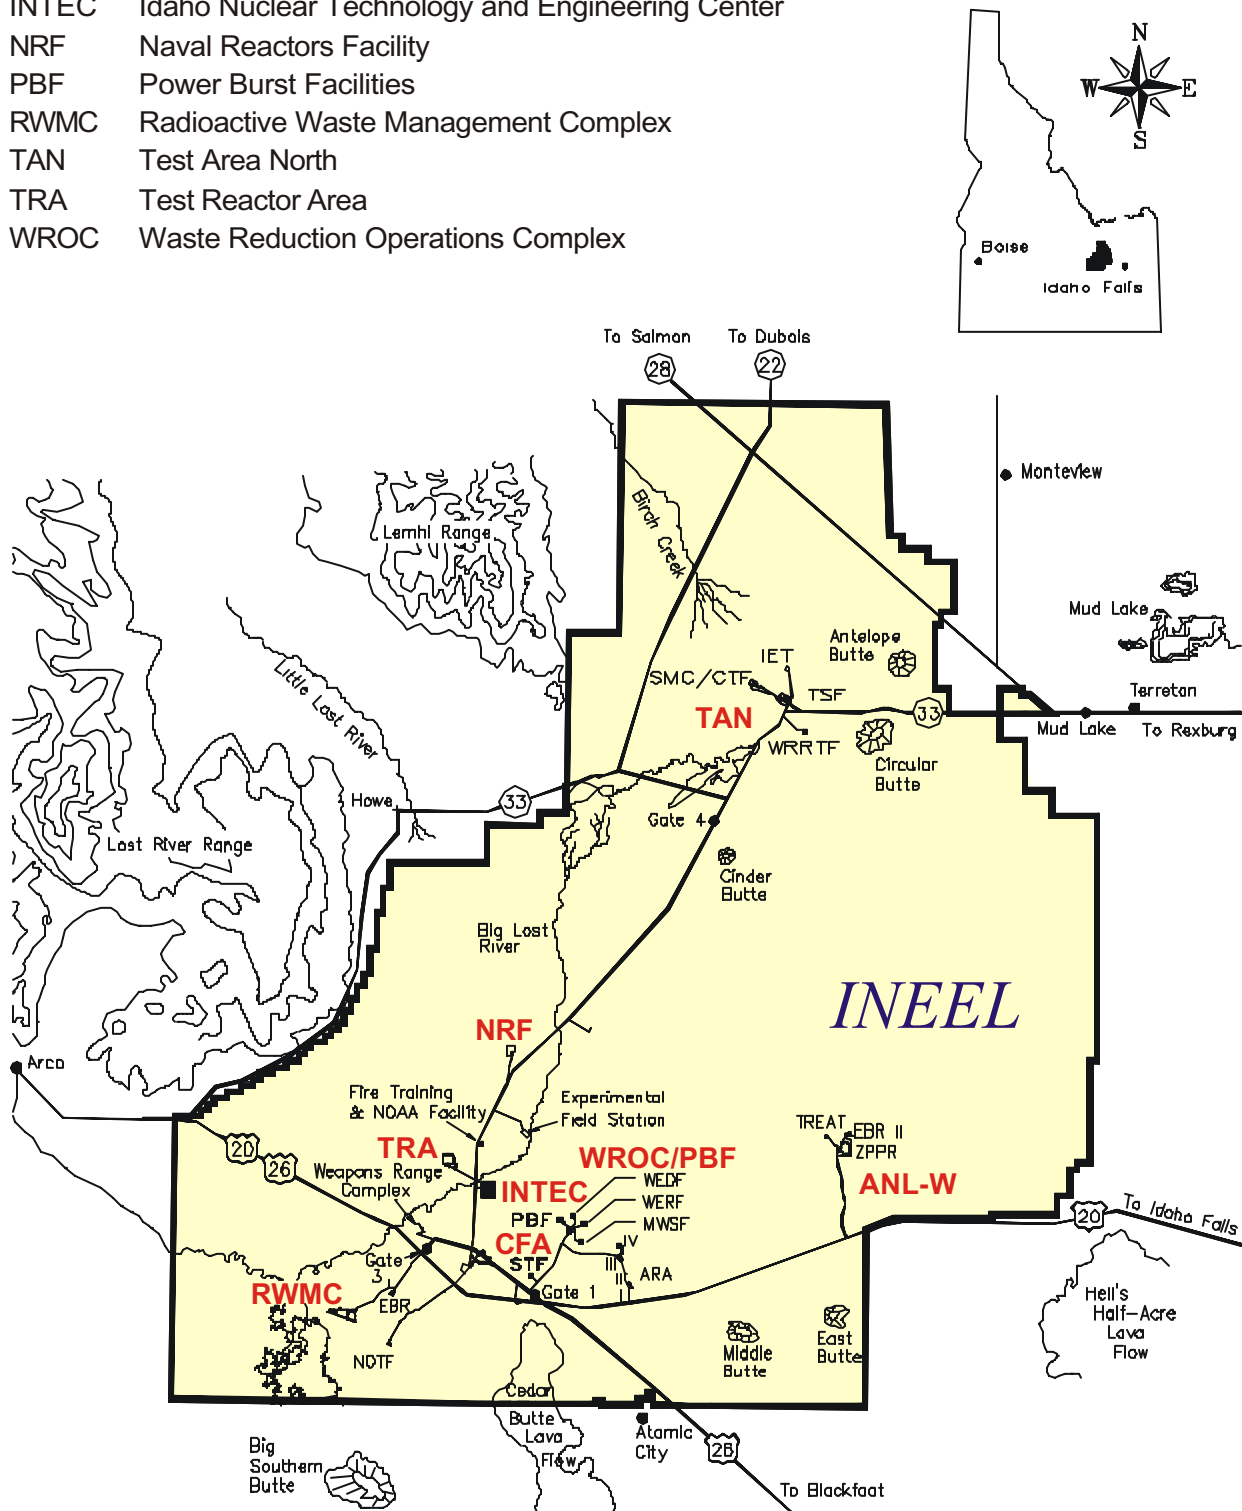 INTEC Idaho Nuclear Technology and Engineering Center
NRF Naval Reactors Facility
PBF Power Burst Facilities
RWMC Radioactive Waste Management Complex
TAN Test Area North
TRA Test Reactor Area
WROC Waste Reduction Operations Complex
N
W E
S
Boise
Idaho Falls
To Salmon
To Dubois
28
22
Monteview
Birch Creek
Lemhi Range
Mud Lake
Antelope
Butte
IET
SMC/CTF
TSF
TAN
33
Terreton
Mud Lake
To Rexburg
WRRTF
Circular
Butte
Little Lost
River
Howe
33
Gate 4
Lost River Range
Cinder
Butte
Big Lost
River
INEEL
NRF
Arco
Fire Training
& NOAA Facility
Experimental
Field Station
TREAT
EBR II
ZPPR
20
26
TRA
Weapons Range
Complex
WROC/PBF
WEDF
ANL-W
INTEC
WERF
PBF
MWSF
To Idaho Falls
20
CFA
IV
Gate
3
STF
III
II
I
ARA
RWMC
EBR
Gate 1
Hell's
Half-Acre
Lava
Flow
NDTF
Middle
Butte
East
Butte
Cedar
Butte
Lava
Flow
Atomic
City
26
Big
Southern
Butte
To Blackfoot